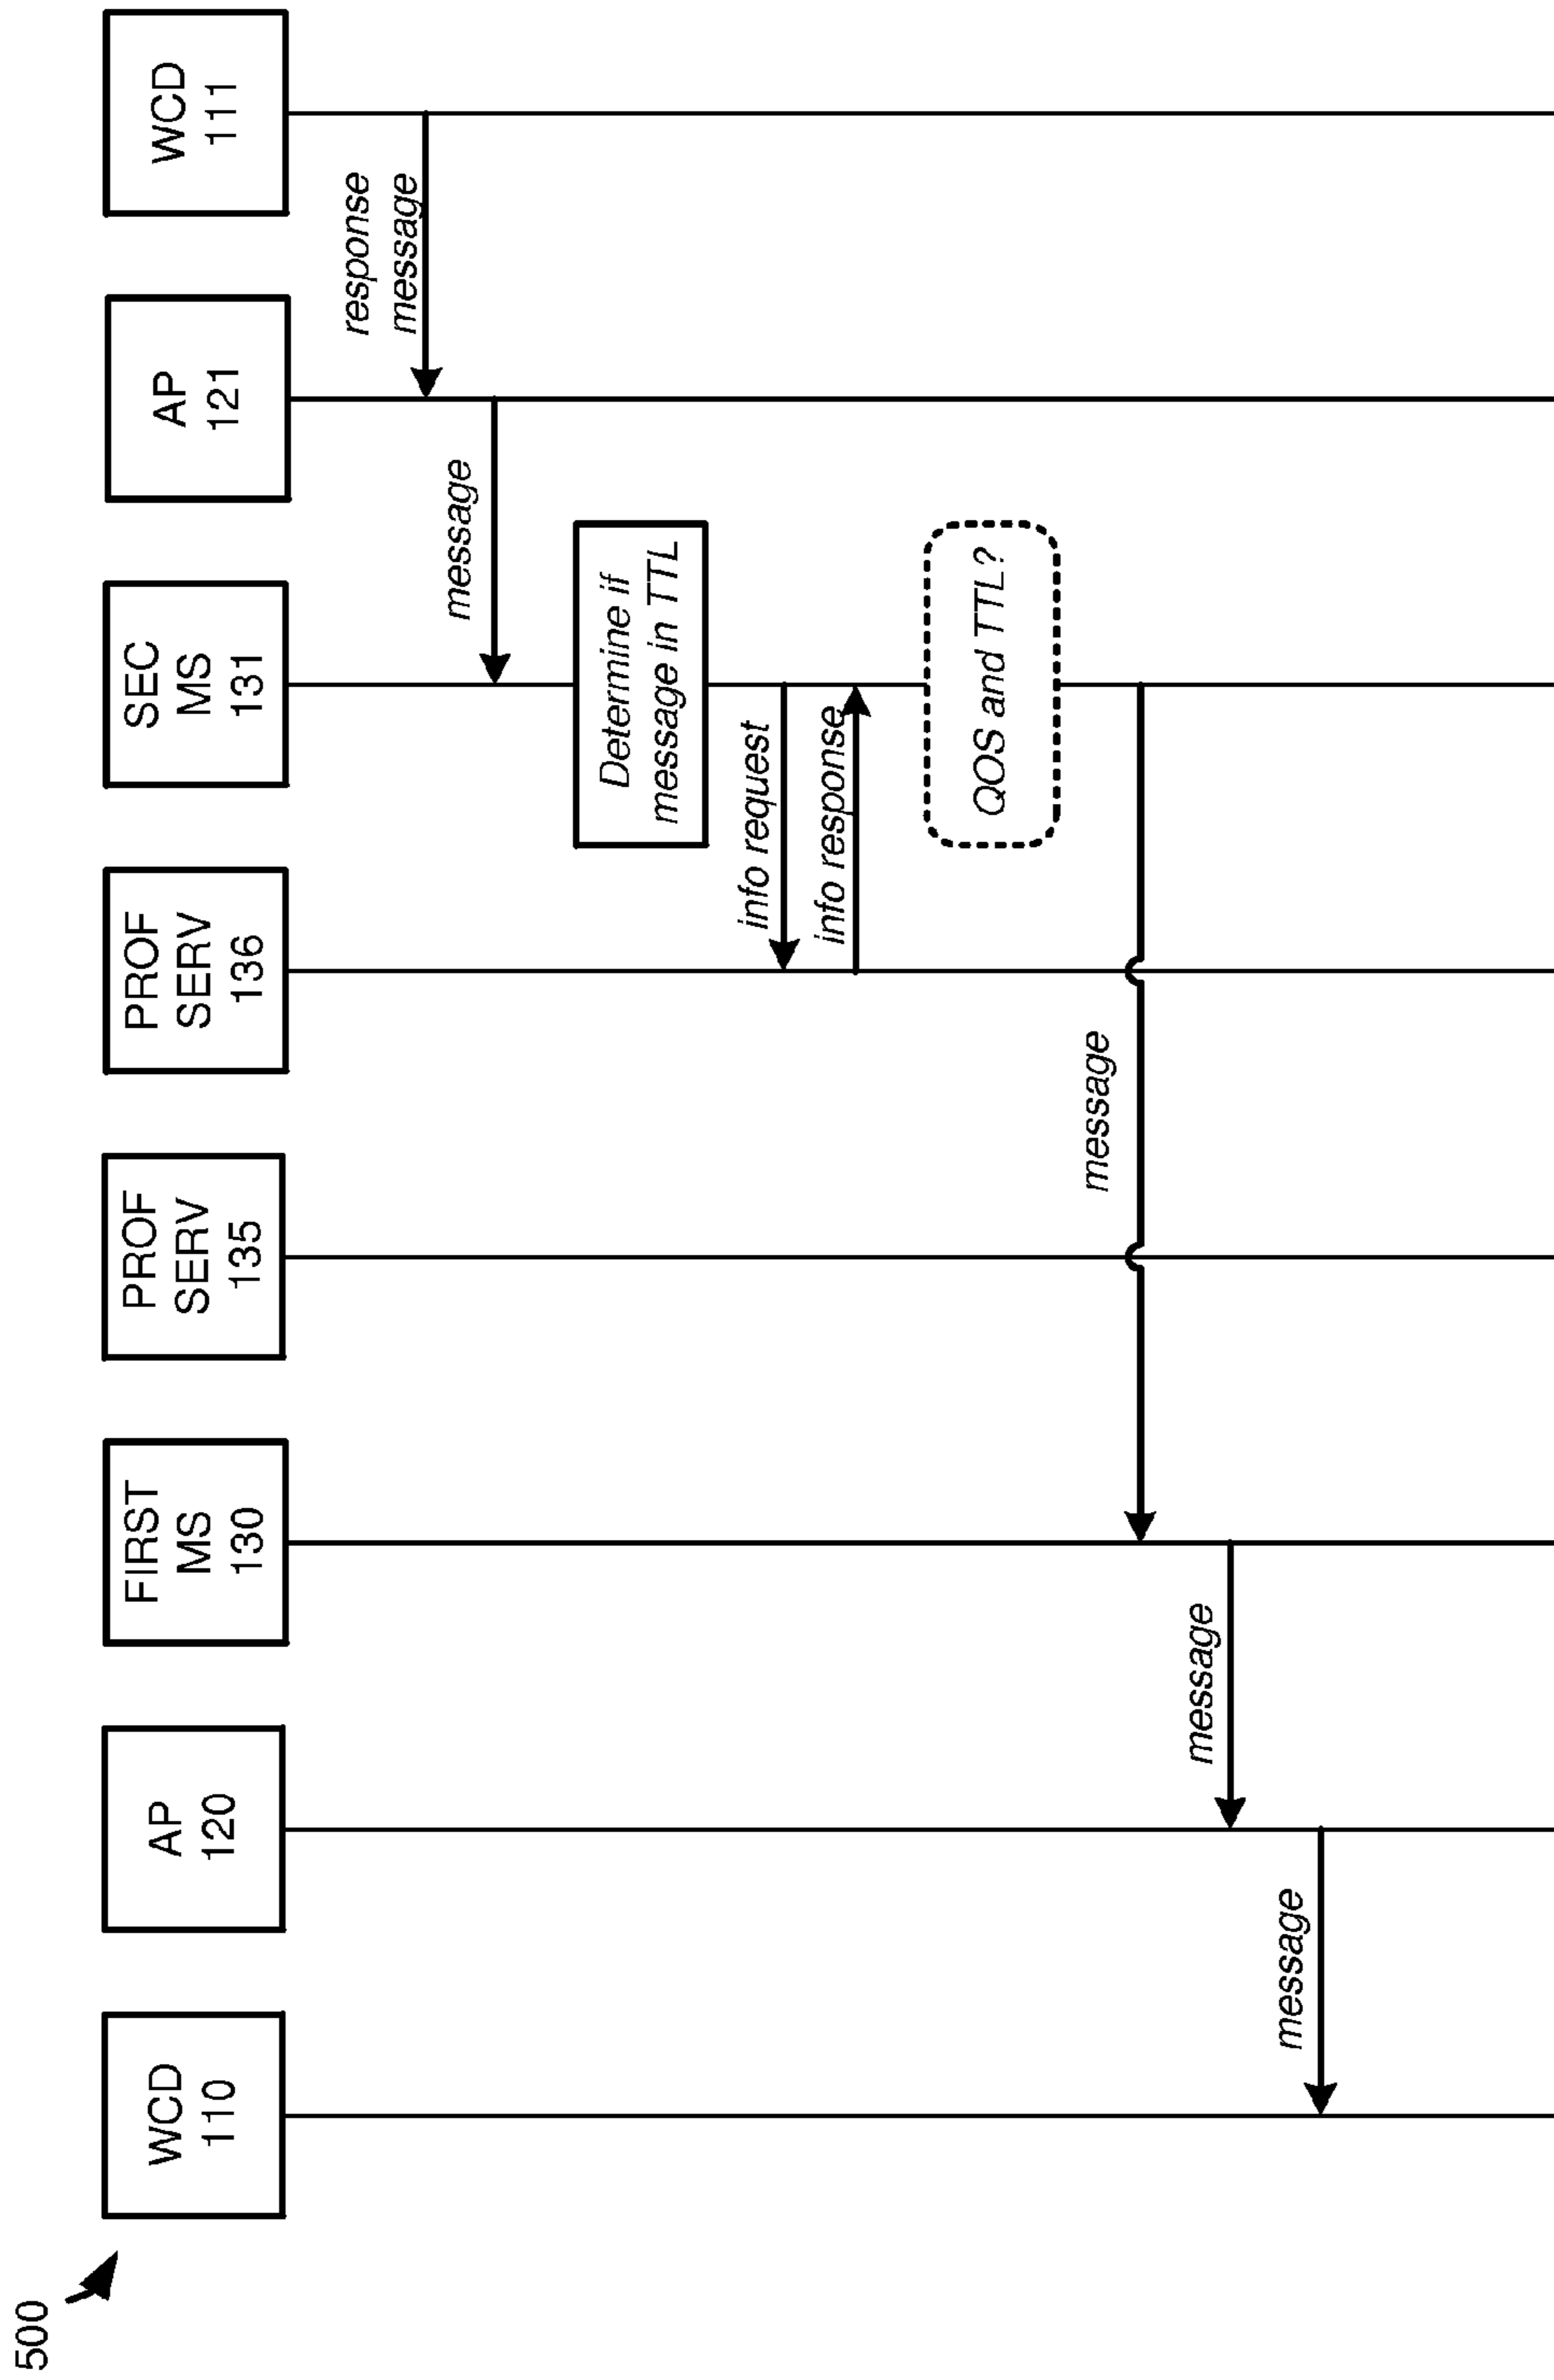 500
WCD
110
AP
120
FIRST
MS
130
PROF
SERV
135
PROF
SERV
136
SEC
MS
131
AP
121
WCD
111
response
message
message
Determine if
message in TTL
info request
info response
QOS and TTL?
message
message
message